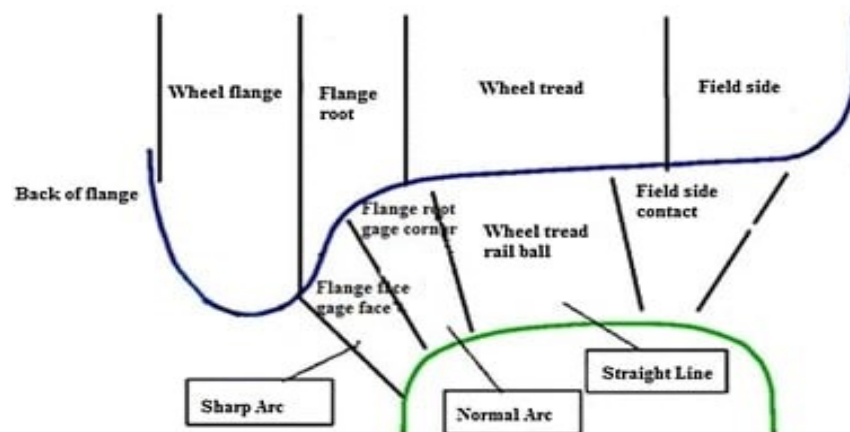 Wheel flange
Flange
root
Wheel tread
Field side
Back of flange
Flange root
gage corner
Wheel tread
rail ball
Field side
contact
Flange face
gage face
Sharp Arc
Normal Arc
Straight Line